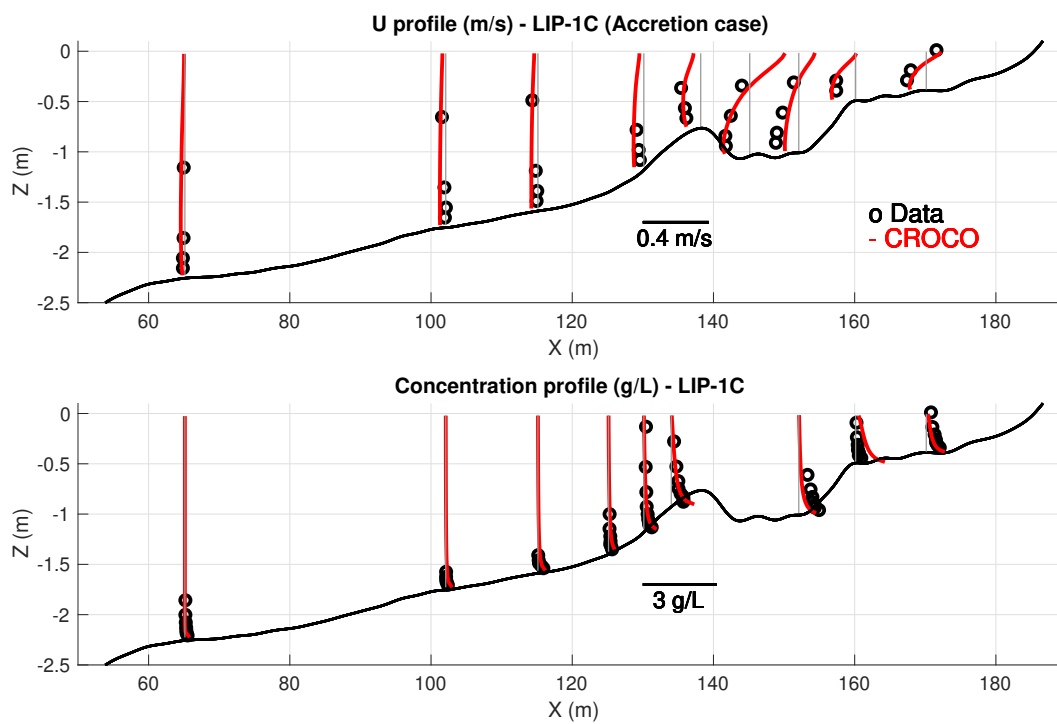 U profile (m/s) - LIP-1C (Accretion case)
0
-0.5
-1
-1.5
-2
-2.5
Z (m)
0.4 m/s
o Data
- CROCO
60
80
100
120
140
160
180
X (m)
Concentration profile (g/L) - LIP-1C
0
-0.5
-1
-1.5
-2
-2.5
Z (m)
3 g/L
60
80
100
120
140
160
180
X (m)